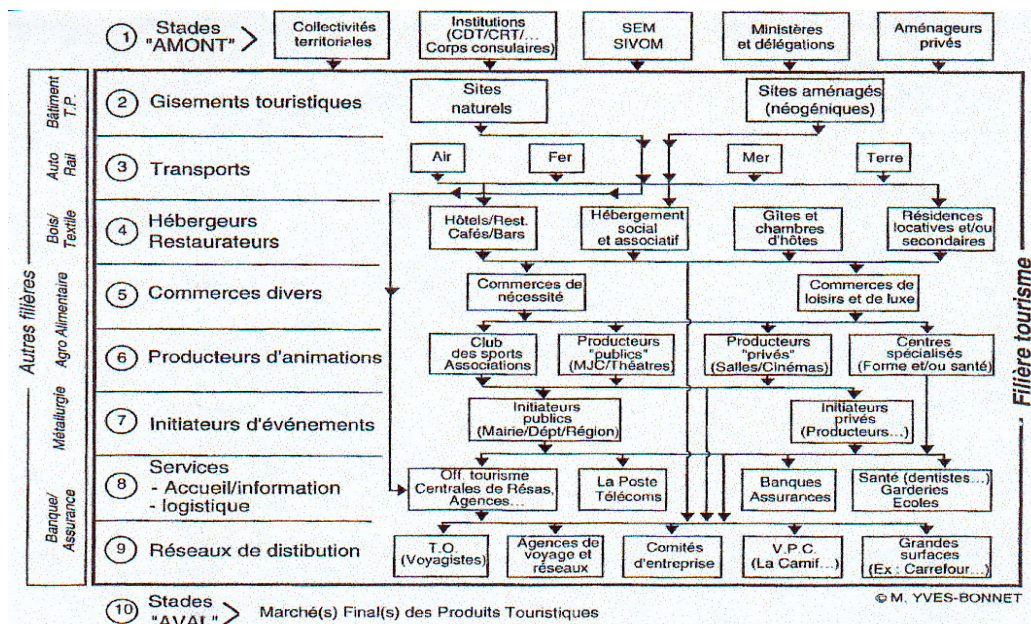 1 Stades
"AMONT"
Collectivités
territoriales
Institutions
(CDT/CRT/...
Corps consulaires)
SEM
SIVOM
Ministères
et délégations
Aménageurs
privés
Autres filières
Bâtiment
T.P.
Auto
Rail
Bois/
Textile
Agro Alimentaire
Métallurgie
Banque/
Assurance
Filière tourisme
2 Gisements touristiques
Sites
naturels
Sites aménagés
(néogéniques)
3 Transports
Air
Fer
Mer
Terre
4 Hébergeurs
Restaurateurs
Hôtels/Rest.
Cafés/Bars
Hébergement
social
et associatif
Gîtes et
chambres
d'hôtes
Résidences
locatives et/ou
secondaires
5 Commerces divers
Commerces de
nécessité
Commerces de
loisirs et de luxe
6 Producteurs d'animations
Club
des sports
Associations
Producteurs
"publics"
(MJC/Théatres)
Producteurs
"privés"
(Salles/Cinémas)
Centres
spécialisés
(Forme et/ou santé)
7 Initiateurs d'événements
Initiateurs
publics
(Mairie/Dépt/Région)
Initiateurs
privés
(Producteurs...)
8 Services
- Accueil/information
- logistique
Off. tourisme
Centrales de Résas,
Agences...
La Poste
Télécoms
Banques
Assurances
Santé (dentistes...)
Garderies
Ecoles
9 Réseaux de distibution
T.O.
(Voyagistes)
Agences de
voyage et
réseaux
Comités
d'entreprise
V.P.C.
(La Camif...)
Grandes
surfaces
(Ex : Carrefour...)
© M. YVES-BONNET
10 Stades
"AVAL"
Marché(s) Final(s) des Produits Touristiques